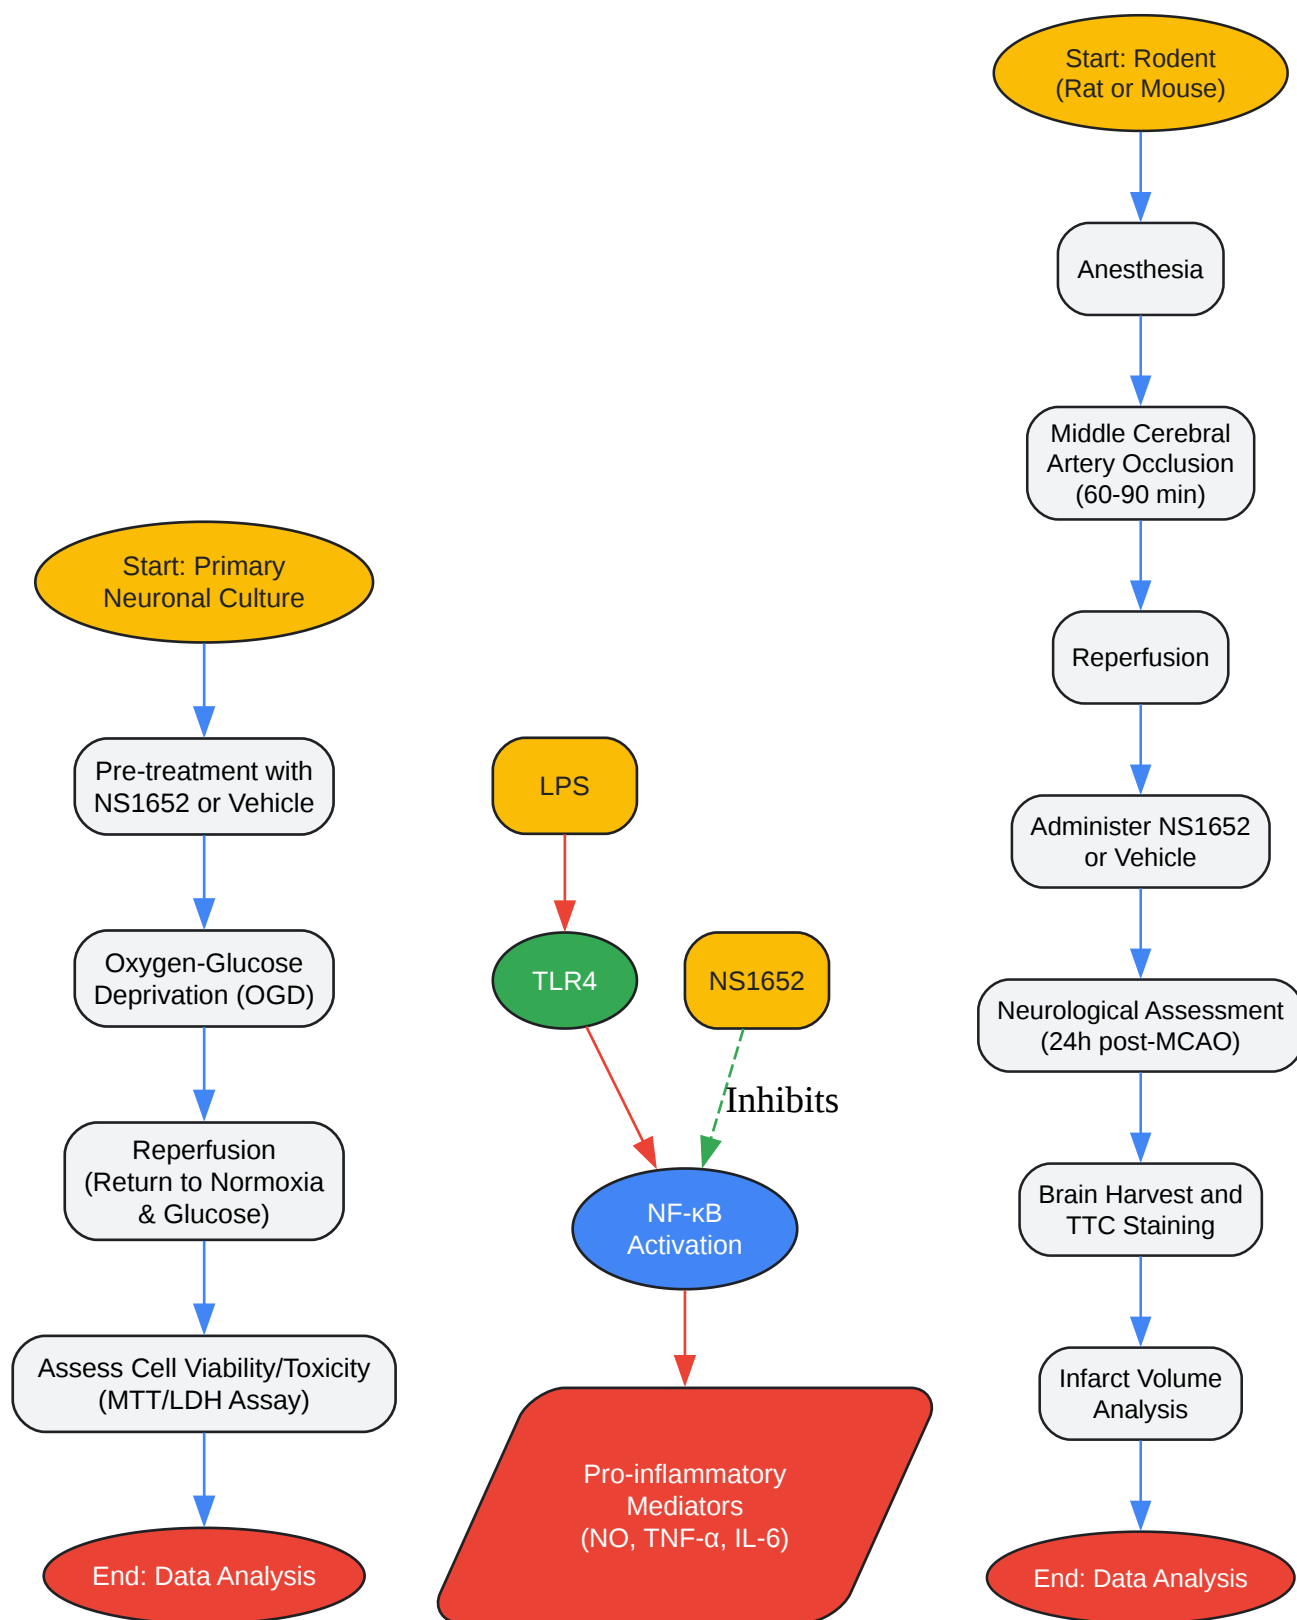 Start: Primary
Neuronal Culture
Pre-treatment with
NS1652 or Vehicle
Oxygen-Glucose
Deprivation (OGD)
Reperfusion
(Return to Normoxia
& Glucose)
Assess Cell Viability/Toxicity
(MTT/LDH Assay)
End: Data Analysis
LPS
TLR4
NS1652
Inhibits
NF-κB
Activation
Pro-inflammatory
Mediators
(NO, TNF-α, IL-6)
Start: Rodent
(Rat or Mouse)
Anesthesia
Middle Cerebral
Artery Occlusion
(60-90 min)
Reperfusion
Administer NS1652
or Vehicle
Neurological Assessment
(24h post-MCAO)
Brain Harvest and
TTC Staining
Infarct Volume
Analysis
End: Data Analysis